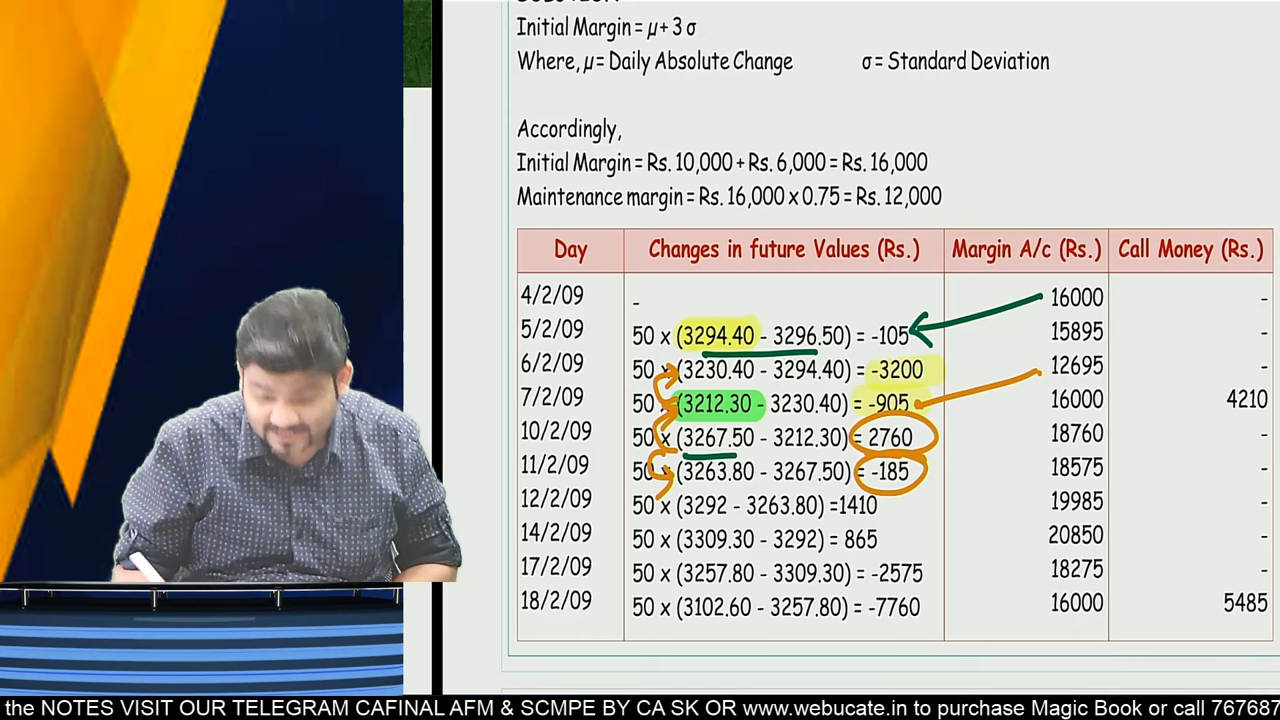 Initial Margin = µ+ 3 σ
Where, µ = Daily Absolute Change σ = Standard Deviation
Accordingly,
Initial Margin = Rs. 10,000 + Rs. 6,000 = Rs. 16,000
Maintenance margin = Rs. 16,000 x 0.75 = Rs. 12,000
Day Changes in future Values (Rs.) Margin A/c (Rs.) Call Money (Rs.)
4/2/09 - 16000 -
5/2/09 50 x (3294.40 - 3296.50) = -105 15895 -
6/2/09 50 x (3230.40 - 3294.40) = -3200 12695 -
7/2/09 50 x (3212.30 - 3230.40) = -905 16000 4210
10/2/09 50 x (3267.50 - 3212.30) = 2760 18760 -
11/2/09 50 x (3263.80 - 3267.50) = -185 18575 -
12/2/09 50 x (3292 - 3263.80) =1410 19985 -
14/2/09 50 x (3309.30 - 3292) = 865 20850 -
17/2/09 50 x (3257.80 - 3309.30) = -2575 18275 -
18/2/09 50 x (3102.60 - 3257.80) = -7760 16000 5485
the NOTES VISIT OUR TELEGRAM CAFINAL AFM & SCMPE BY CA SK OR www.webucate.in to purchase Magic Book or call 767687